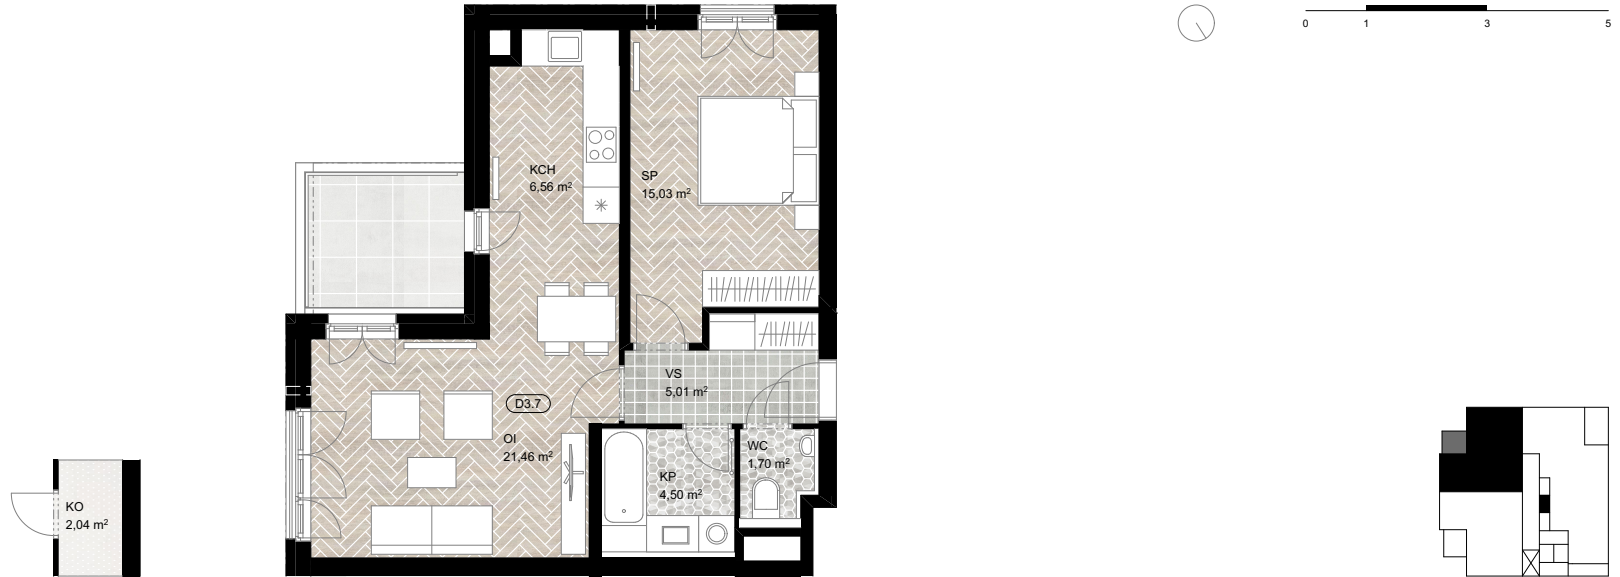 0 1 3 5
KCH
6,56 m²
SP
15,03 m²
VS
5,01 m²
D3.7
OI
21,46 m²
WC
1,70 m²
KP
4,50 m²
KO
2,04 m²